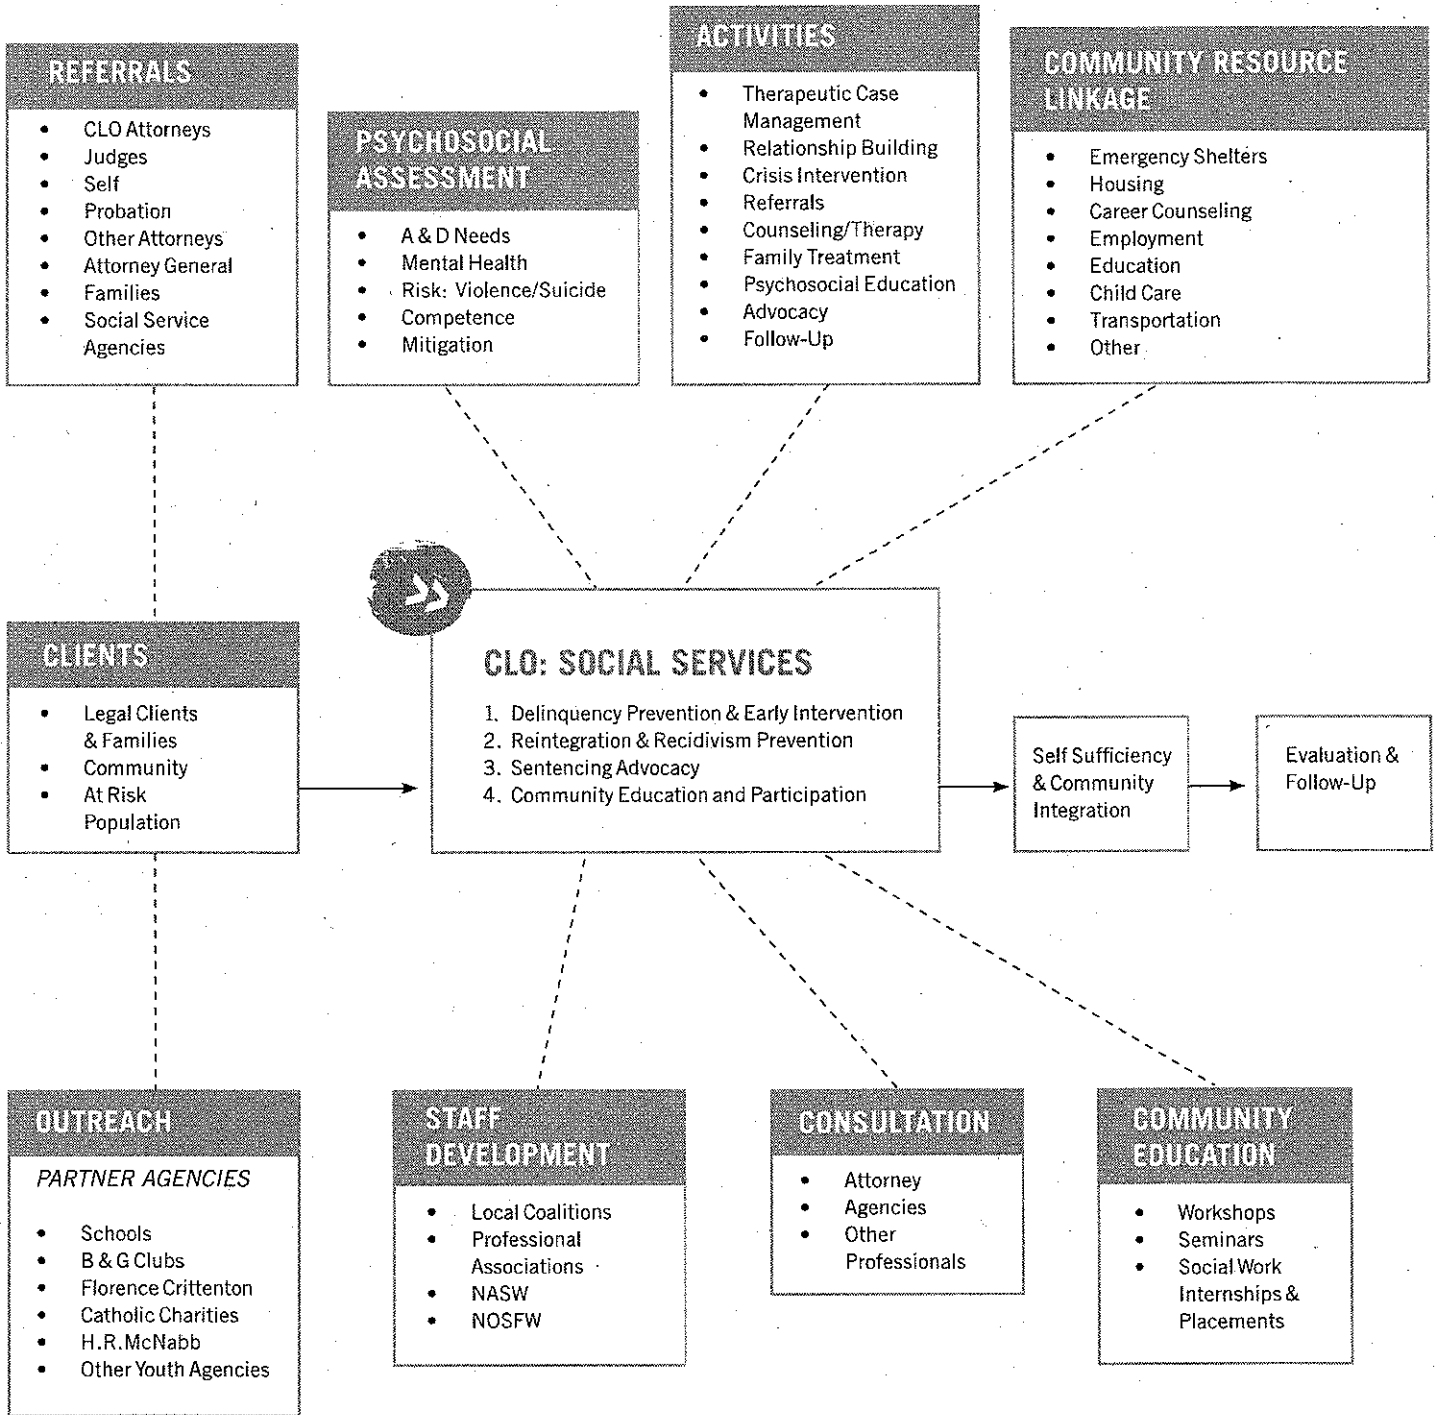 REFERRALS
• CLO Attorneys
• Judges
• Self
• Probation
• Other Attorneys
• Attorney General
• Families
• Social Service
Agencies
PSYCHOSOCIAL
ASSESSMENT
• A & D Needs
• Mental Health
• Risk: Violence/Suicide
• Competence
• Mitigation
ACTIVITIES
• Therapeutic Case
Management
• Relationship Building
• Crisis Intervention
• Referrals
• Counseling/Therapy
• Family Treatment
• Psychosocial Education
• Advocacy
• Follow-Up
COMMUNITY RESOURCE
LINKAGE
• Emergency Shelters
• Housing
• Career Counseling
• Employment
• Education
• Child Care
• Transportation
• Other
CLIENTS
• Legal Clients
& Families
• Community
• At Risk
Population
CLO: SOCIAL SERVICES
1. Delinquency Prevention & Early Intervention
2. Reintegration & Recidivism Prevention
3. Sentencing Advocacy
4. Community Education and Participation
Self Sufficiency
& Community
Integration
Evaluation &
Follow-Up
OUTREACH
PARTNER AGENCIES
• Schools
• B & G Clubs
• Florence Crittenton
• Catholic Charities
• H.R.McNabb
• Other Youth Agencies
STAFF
DEVELOPMENT
• Local Coalitions
• Professional
Associations
• NASW
• NOSFW
CONSULTATION
• Attorney
• Agencies
• Other
Professionals
COMMUNITY
EDUCATION
• Workshops
• Seminars
• Social Work
Internships &
Placements